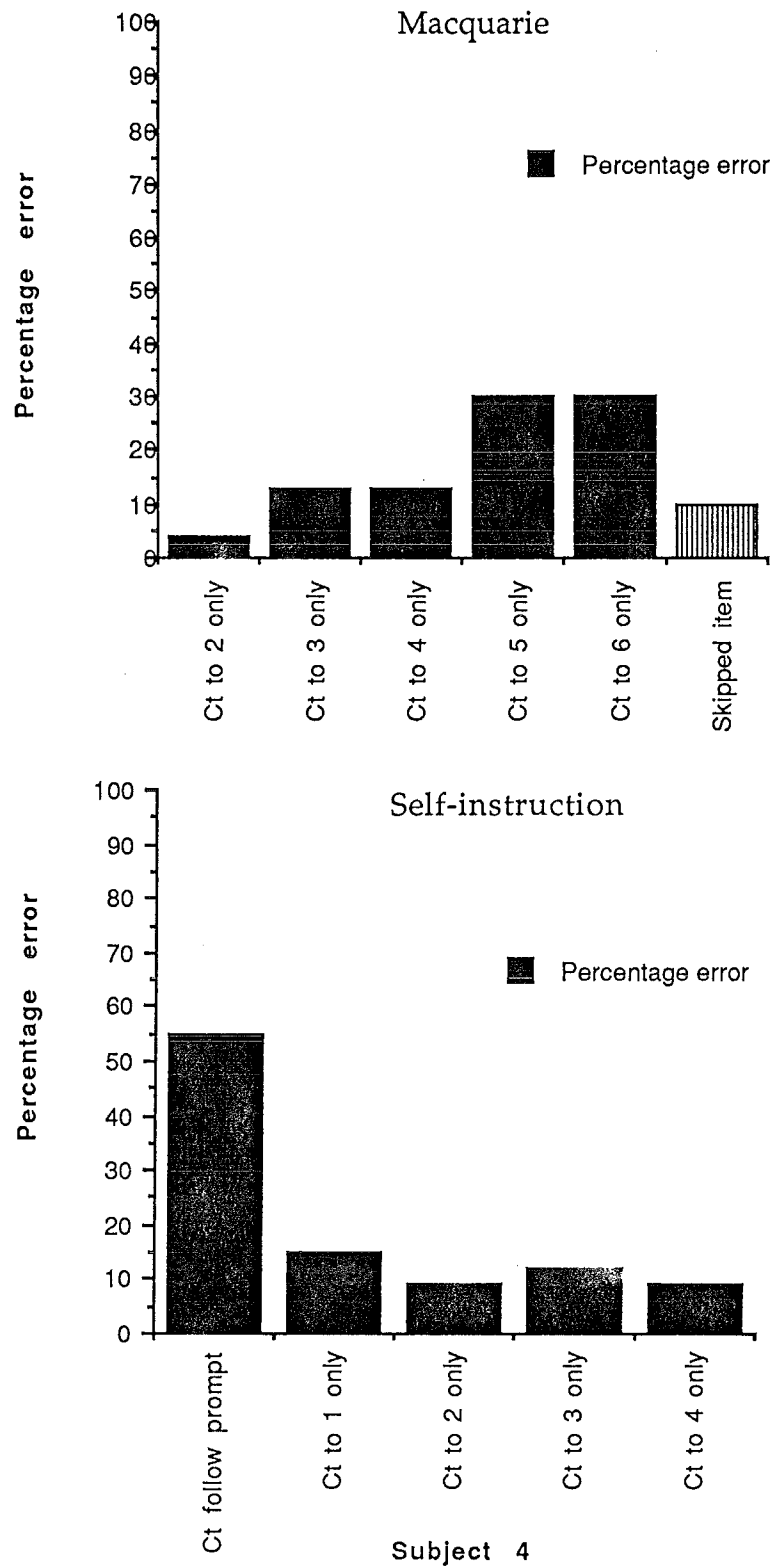 Macquarie
Percentage error
100
90
80
70
60
50
40
30
20
10
0
Percentage error
Ct to 2 only
Ct to 3 only
Ct to 4 only
Ct to 5 only
Ct to 6 only
Skipped item
Self-instruction
Percentage error
100
90
80
70
60
50
40
30
20
10
0
Percentage error
Ct follow prompt
Ct to 1 only
Ct to 2 only
Ct to 3 only
Ct to 4 only
Subject 4